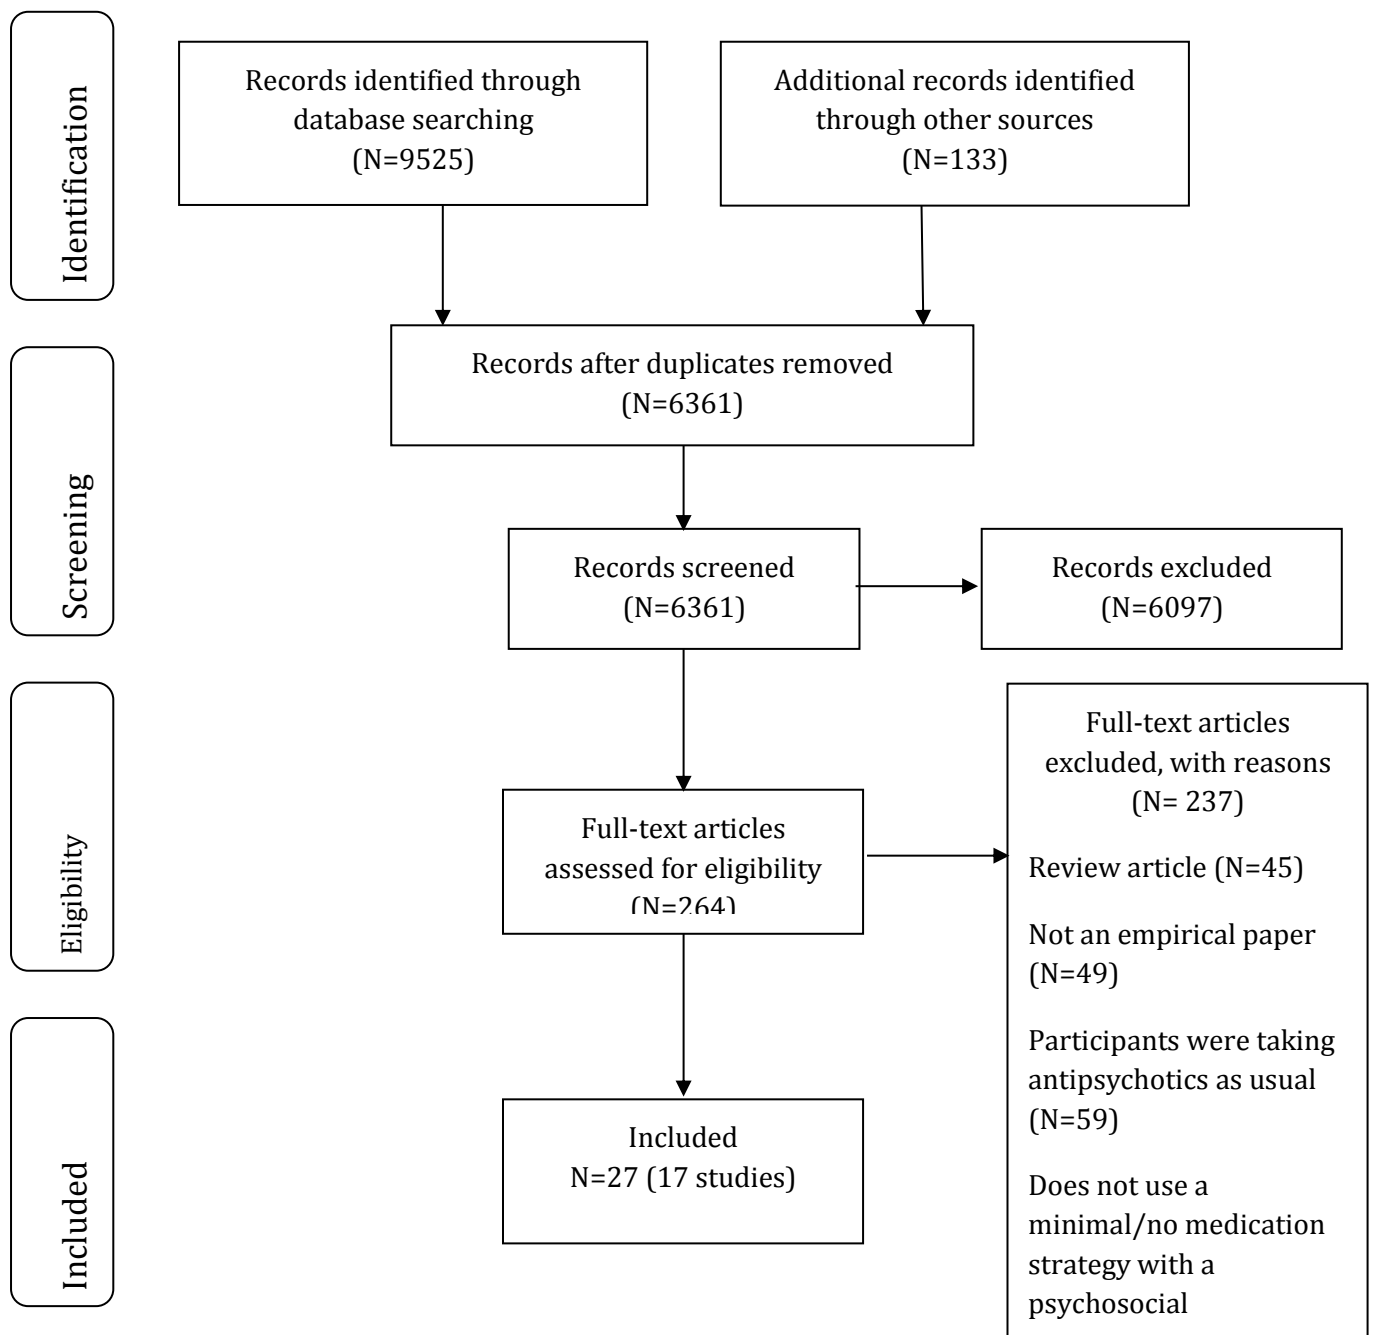 Identification
Records identified through
database searching
(N=9525)
Additional records identified
through other sources
(N=133)
Records after duplicates removed
(N=6361)
Screening
Records screened
(N=6361)
Records excluded
(N=6097)
Eligibility
Full-text articles
assessed for eligibility
(N=264)
Full-text articles
excluded, with reasons
(N= 237)
Review article (N=45)
Not an empirical paper
(N=49)
Participants were taking
antipsychotics as usual
(N=59)
Does not use a
minimal/no medication
strategy with a
psychosocial
Included
Included
N=27 (17 studies)